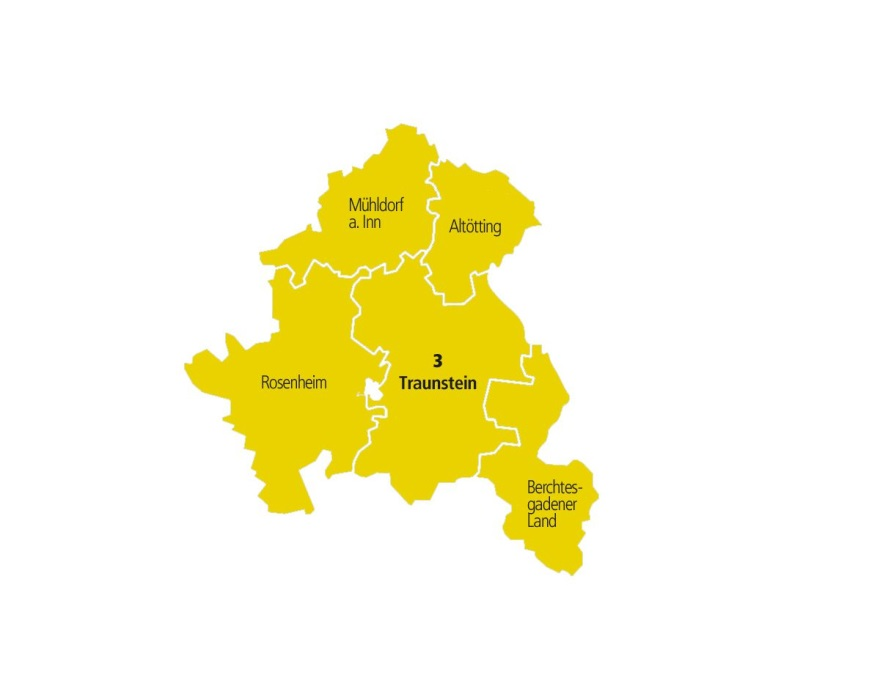 Mühldorf
a. Inn
Altötting
3
Traunstein
Rosenheim
Berchtes-
gadener
Land